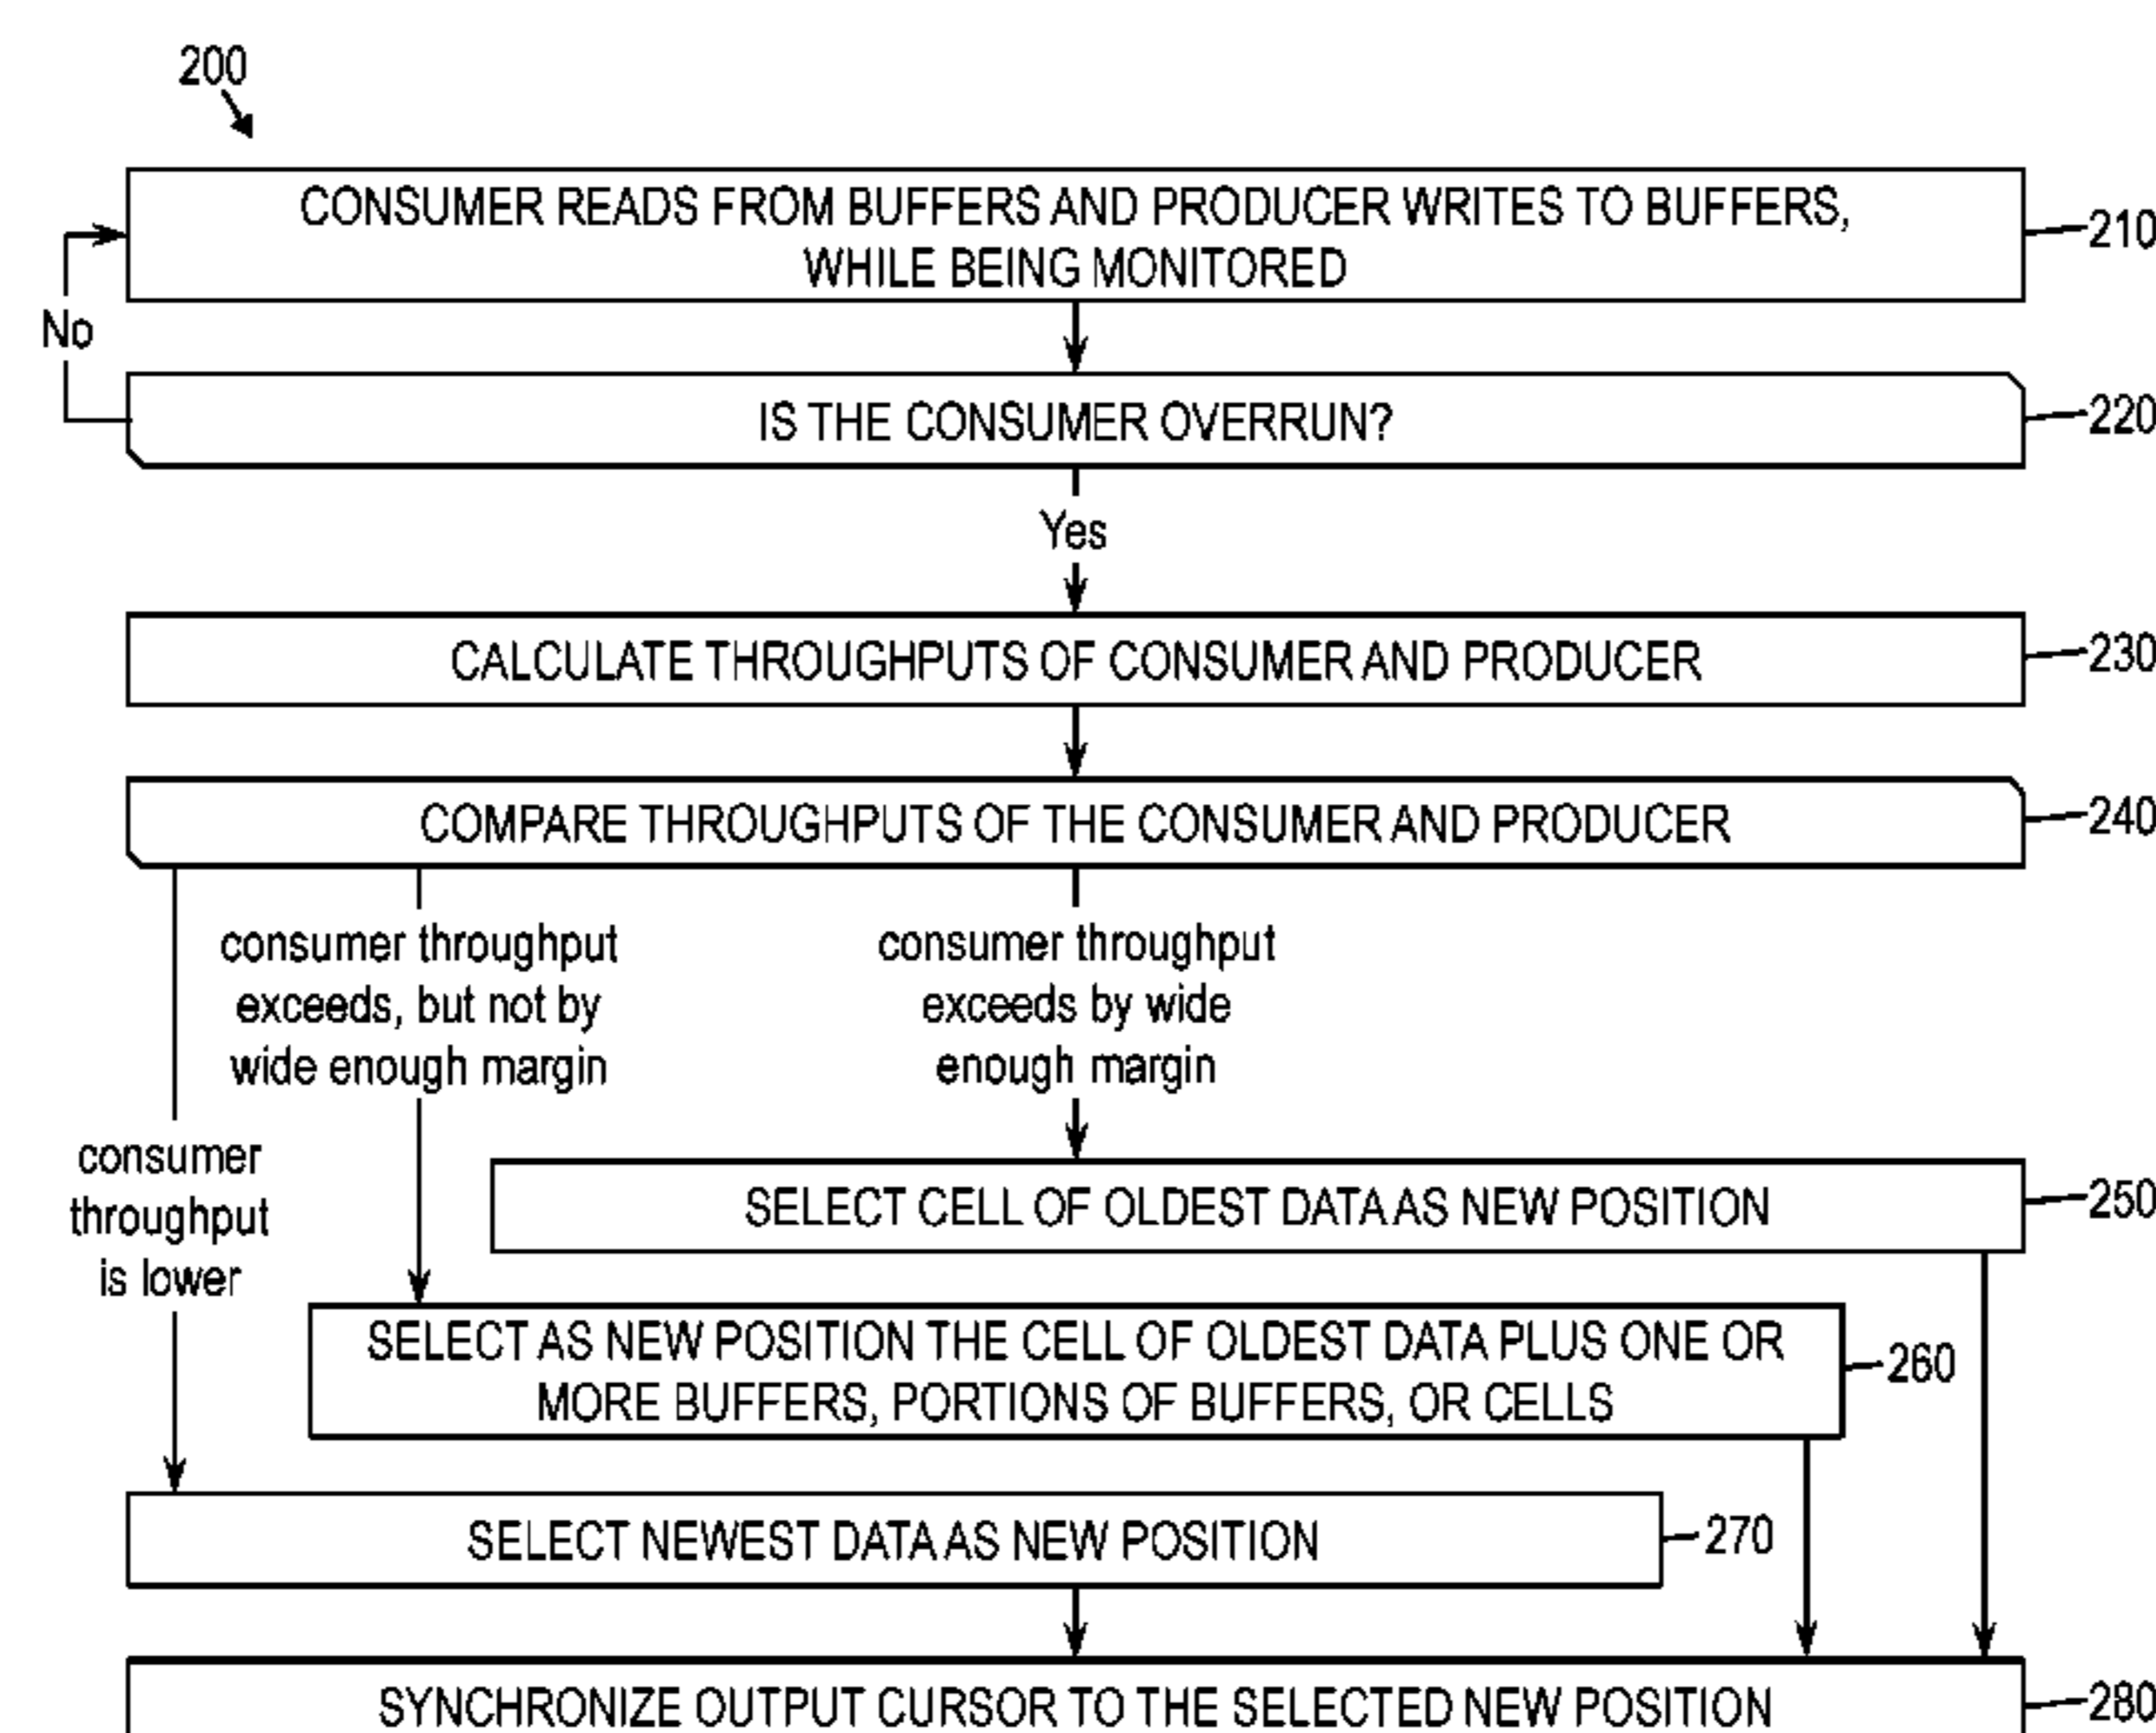 200
CONSUMER READS FROM BUFFERS AND PRODUCER WRITES TO BUFFERS,
WHILE BEING MONITORED
210
No
IS THE CONSUMER OVERRUN?
220
Yes
CALCULATE THROUGHPUTS OF CONSUMER AND PRODUCER
230
COMPARE THROUGHPUTS OF THE CONSUMER AND PRODUCER
240
consumer throughput
exceeds, but not by
wide enough margin
consumer throughput
exceeds by wide
enough margin
consumer
throughput
is lower
SELECT CELL OF OLDEST DATA AS NEW POSITION
250
SELECT AS NEW POSITION THE CELL OF OLDEST DATA PLUS ONE OR
MORE BUFFERS, PORTIONS OF BUFFERS, OR CELLS
260
SELECT NEWEST DATA AS NEW POSITION
270
SYNCHRONIZE OUTPUT CURSOR TO THE SELECTED NEW POSITION
280